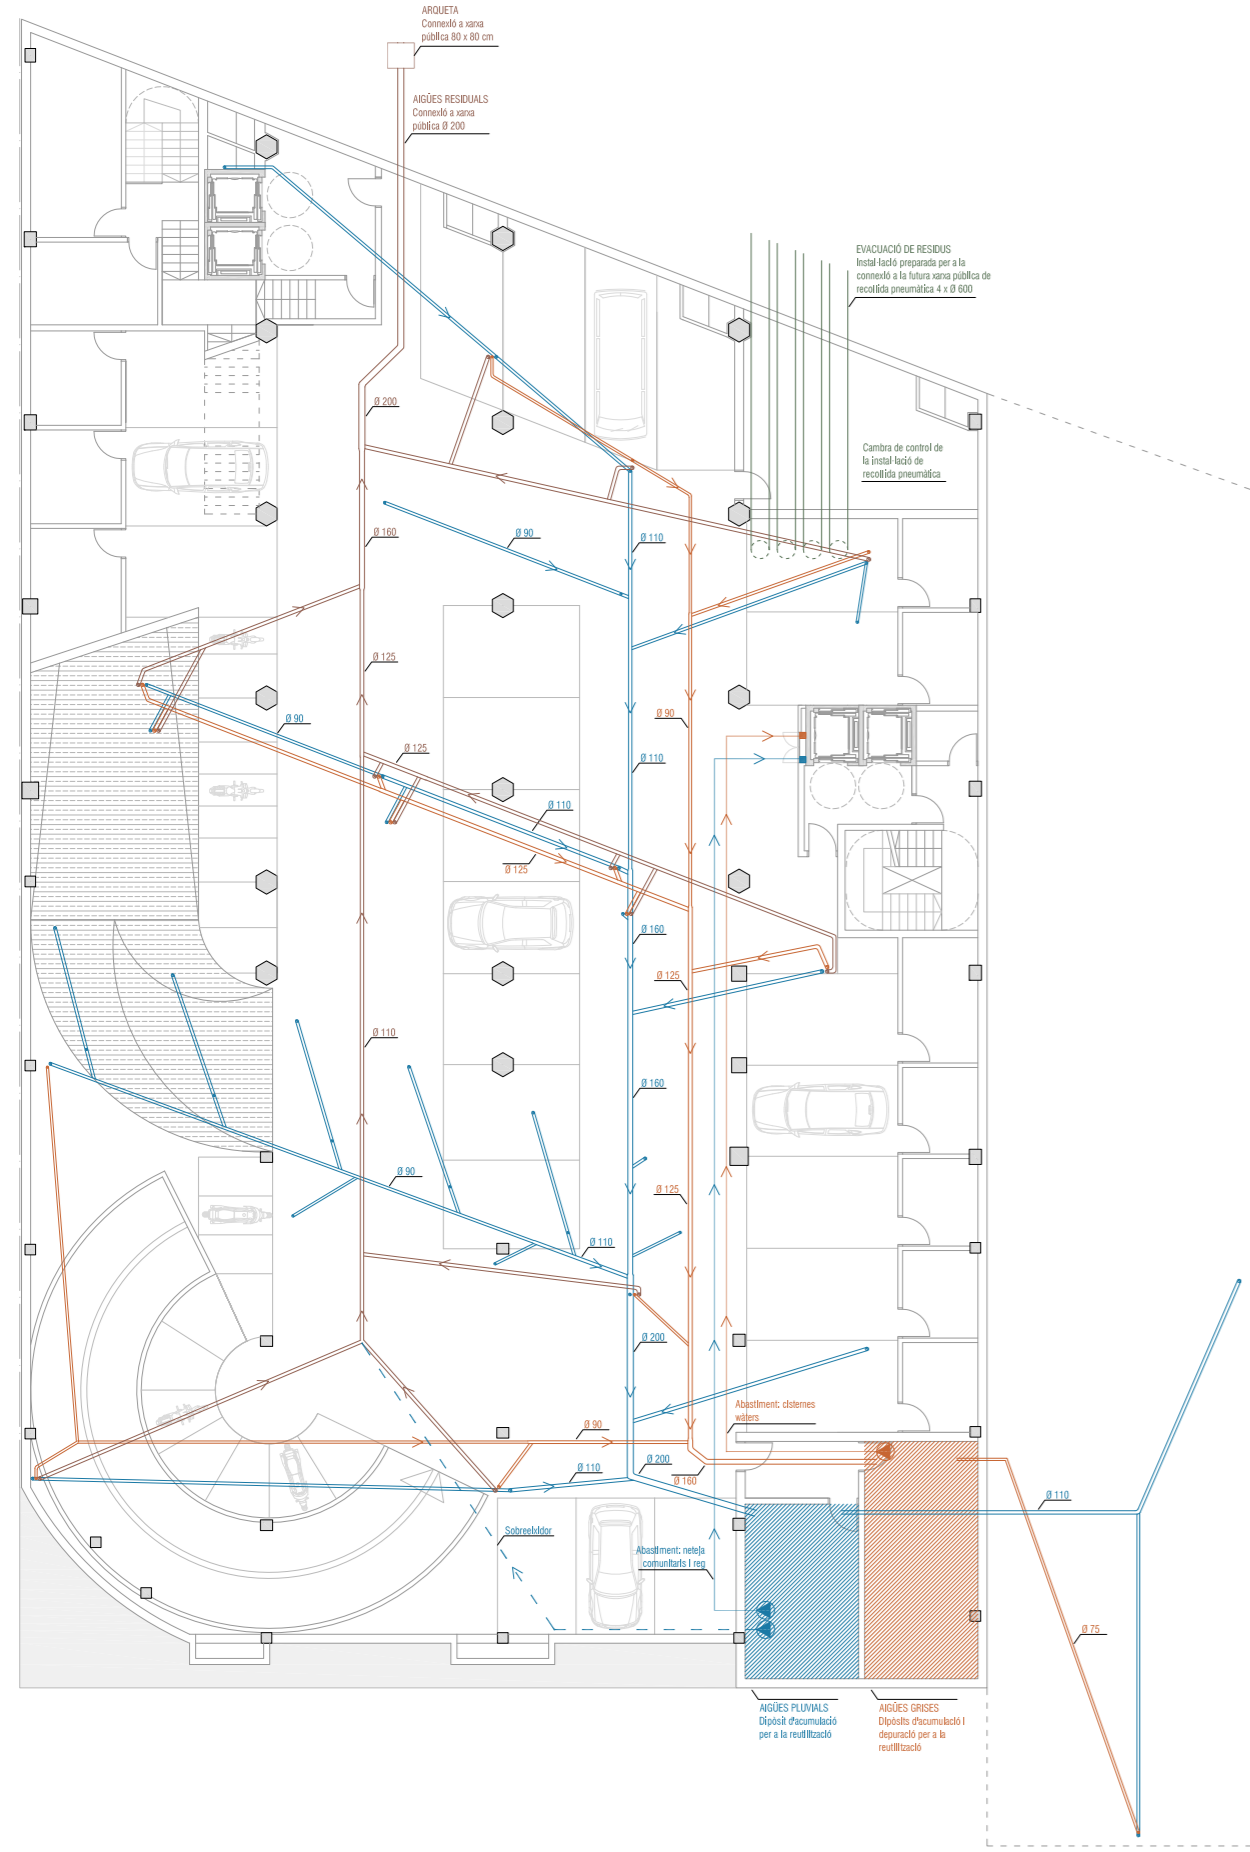 ARQUETA
Connexió a xarxa
pública 80 x 80 cm
AIGÜES RESIDUALS
Connexió a xarxa
pública Ø 200
EVACUACIÓ DE RESIDUS
Instal·lació preparada per a la
connexió a la futura xarxa pública de
recollida pneumàtica 4 x Ø 600
Ø 200
Cambra de control de
la instal·lació de
recollida pneumàtica
Ø 160
Ø 90
Ø 110
Ø 125
Ø 90
Ø 90
Ø 125
Ø 110
Ø 110
Ø 125
Ø 160
Ø 125
Ø 110
Ø 160
Ø 90
Ø 125
Ø 110
Ø 200
Abastiment: cisternes
wàters
Ø 90
Ø 200
Ø 110
Ø 160
Ø 110
Sobreeixidor
Abastiment: neteja
comunitaris i reg
Ø 75
AIGÜES PLUVIALS
Dipòsit d'acumulació
per a la reutilització
AIGÜES GRISES
Dipòsits d'acumulació i
depuració per a la
reutilització